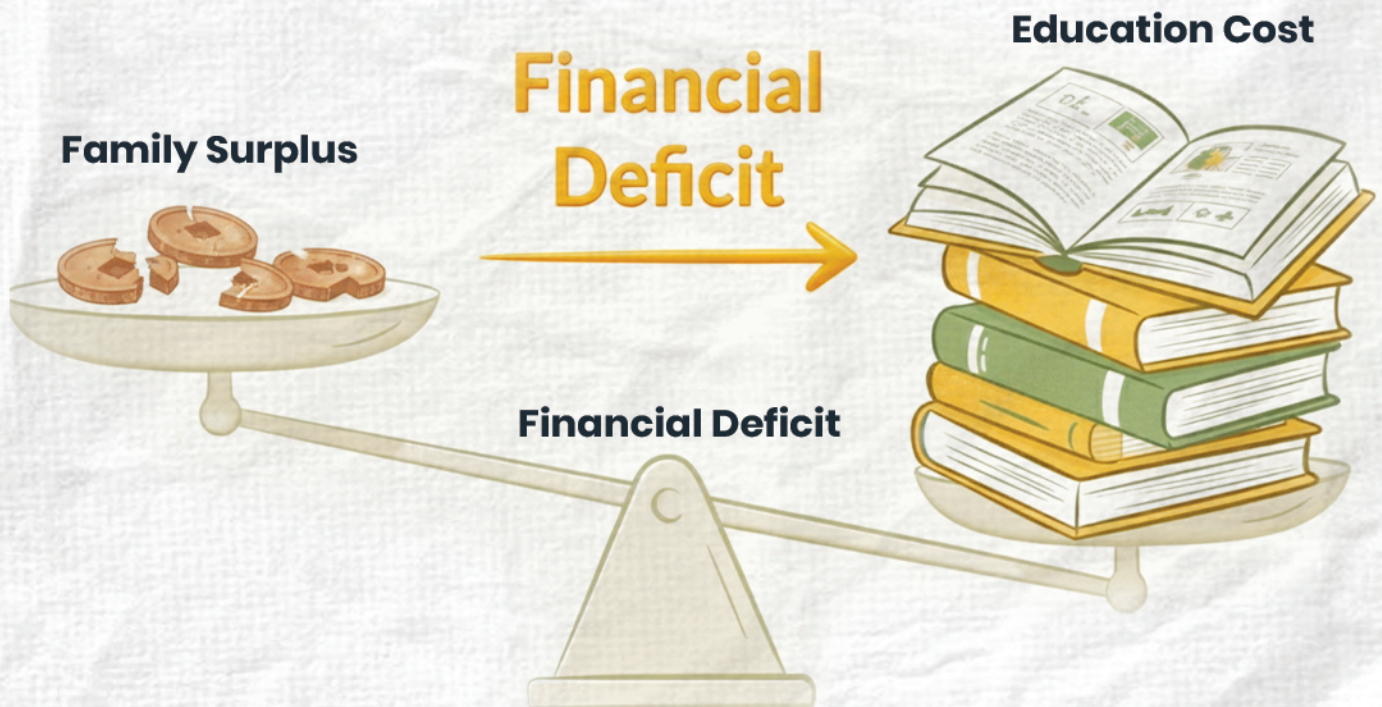 Education Cost
Financial
Deficit
Family Surplus
Financial Deficit